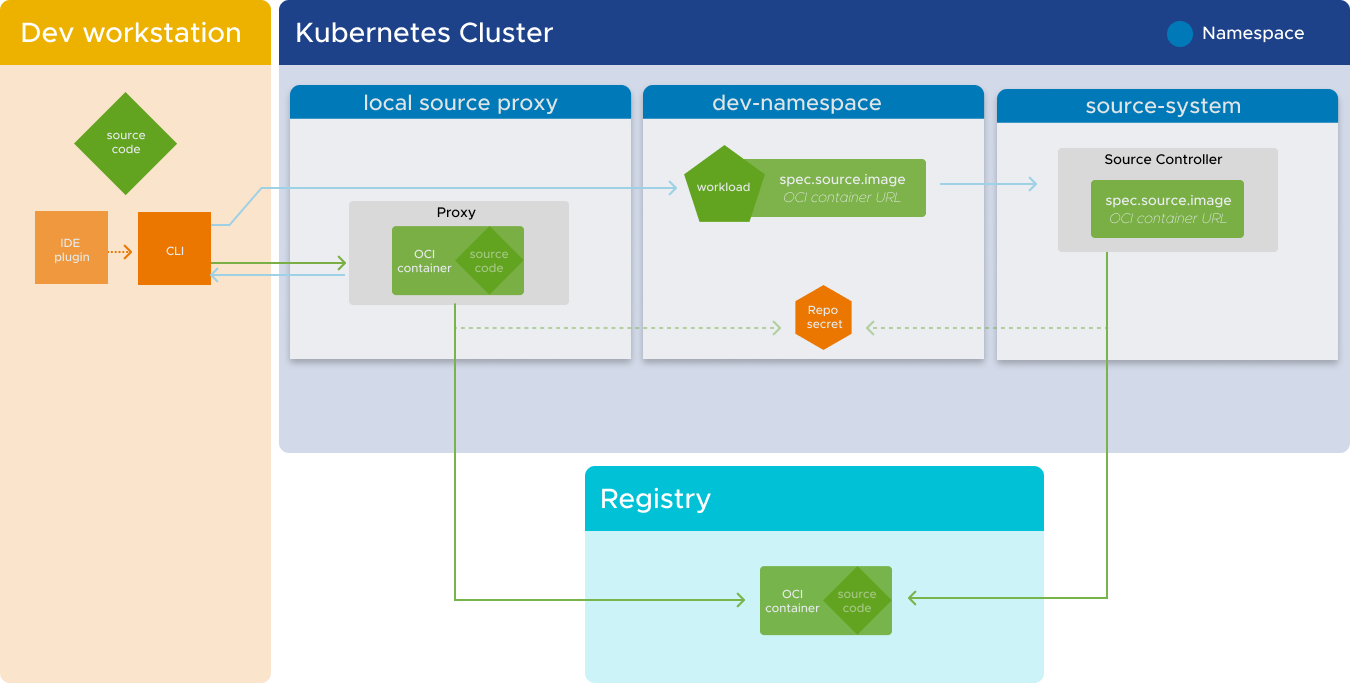 Dev workstation
source
code
IDE
plugin
CLI
Kubernetes Cluster
Namespace
local source proxy
Proxy
OCI
container
source
code
dev-namespace
workload
spec.source.image
OCI container URL
Repo
secret
source-system
Source Controller
spec.source.image
OCI container URL
Registry
OCI
container
source
code